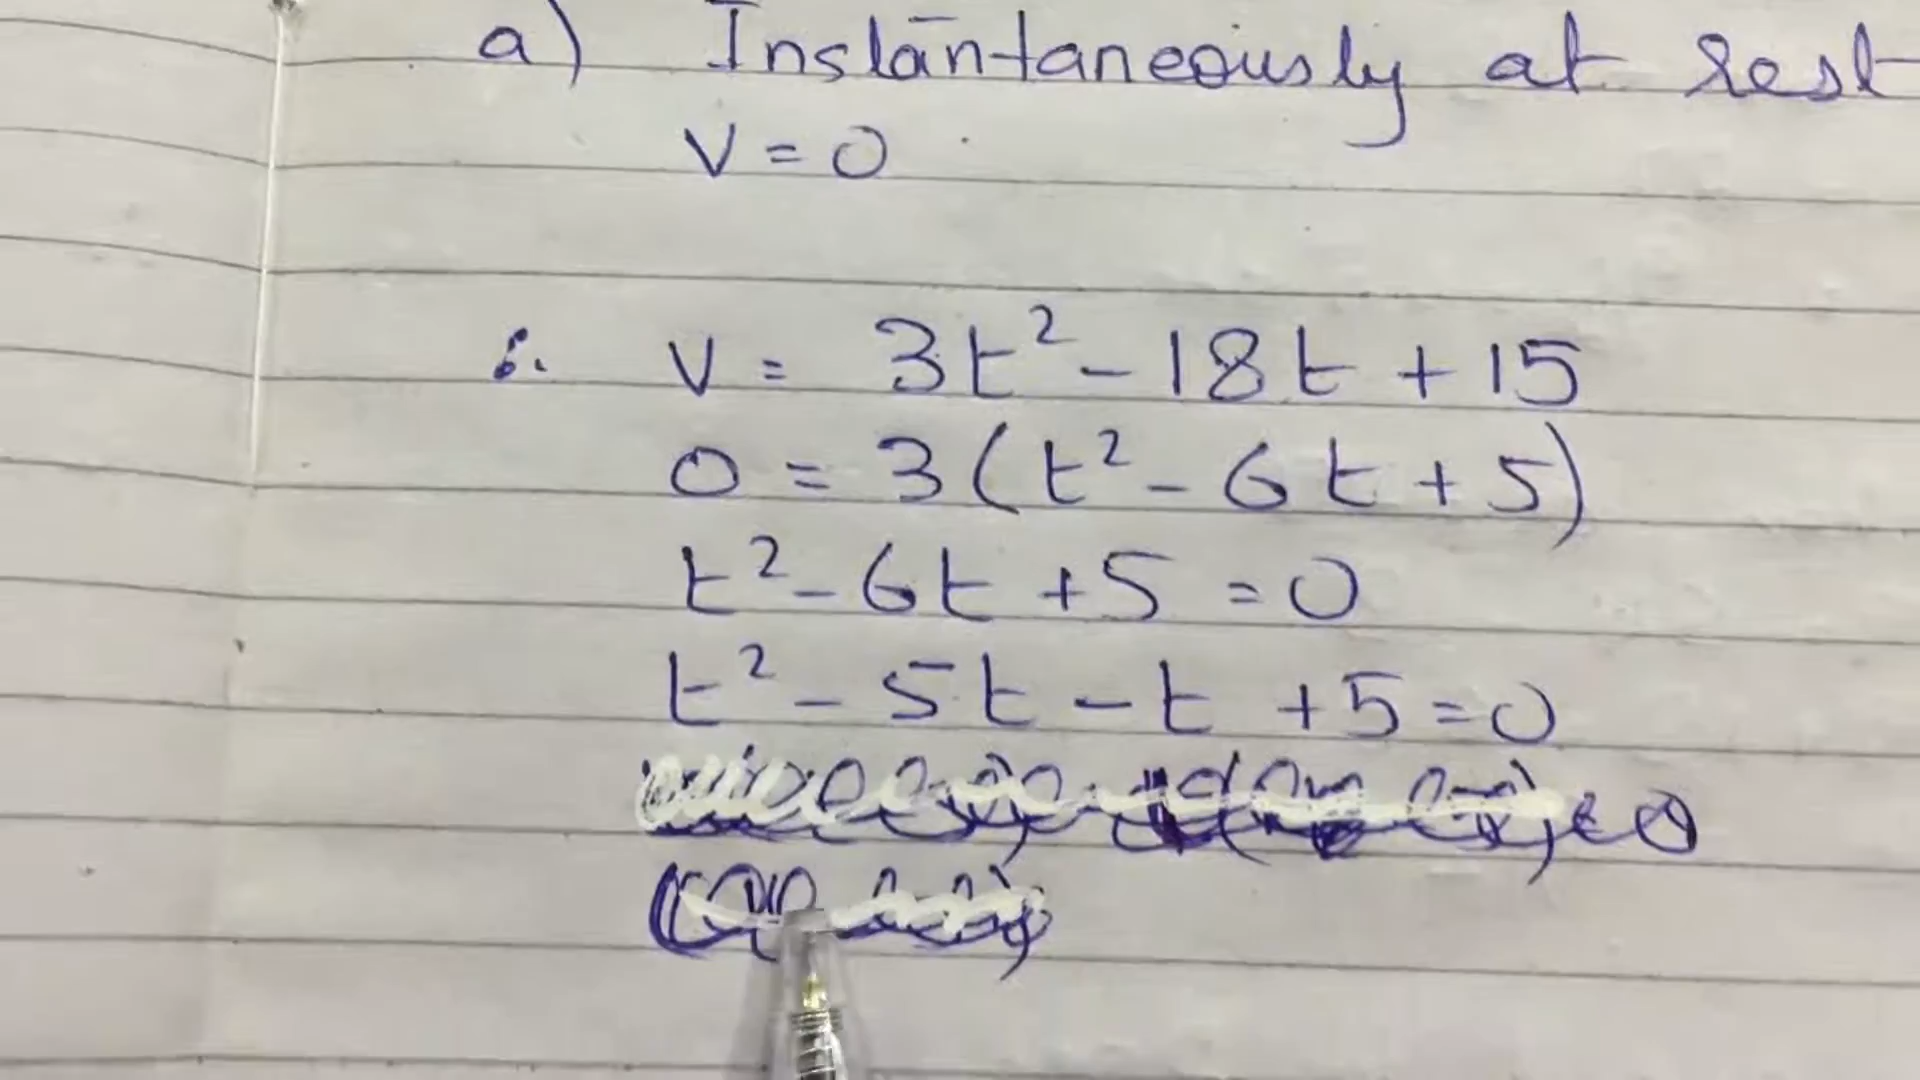 a) Instantaneously at rest
V = 0
∴ V = 3t² - 18t + 15
0 = 3(t² - 6t + 5)
t² - 6t + 5 = 0
t² - 5t - t + 5 = 0